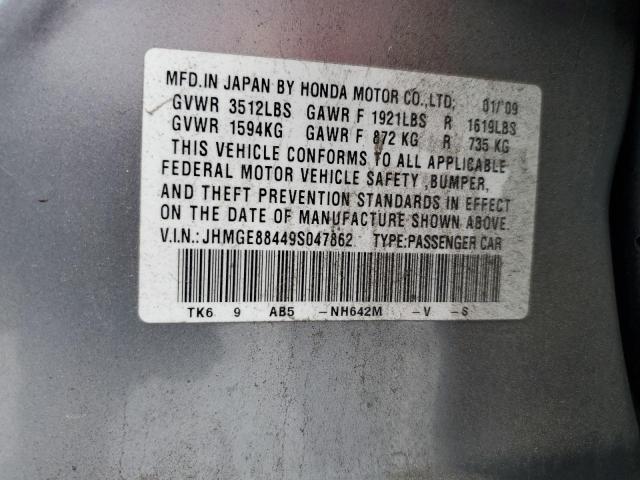 MFD.IN JAPAN BY HONDA MOTOR CO.,LTD; 01/'09
GVWR 3512LBS GAWR F 1921LBS R 1619LBS
GVWR 1594KG GAWR F 872 KG R 735 KG
THIS VEHICLE CONFORMS TO ALL APPLICABLE
FEDERAL MOTOR VEHICLE SAFETY ,BUMPER,
AND THEFT PREVENTION STANDARDS IN EFFECT
ON THE DATE OF MANUFACTURE SHOWN ABOVE.
V.I.N.: JHMGE88449S047862 TYPE:PASSENGER CAR
TK6 9 AB5 -NH642M -V -S